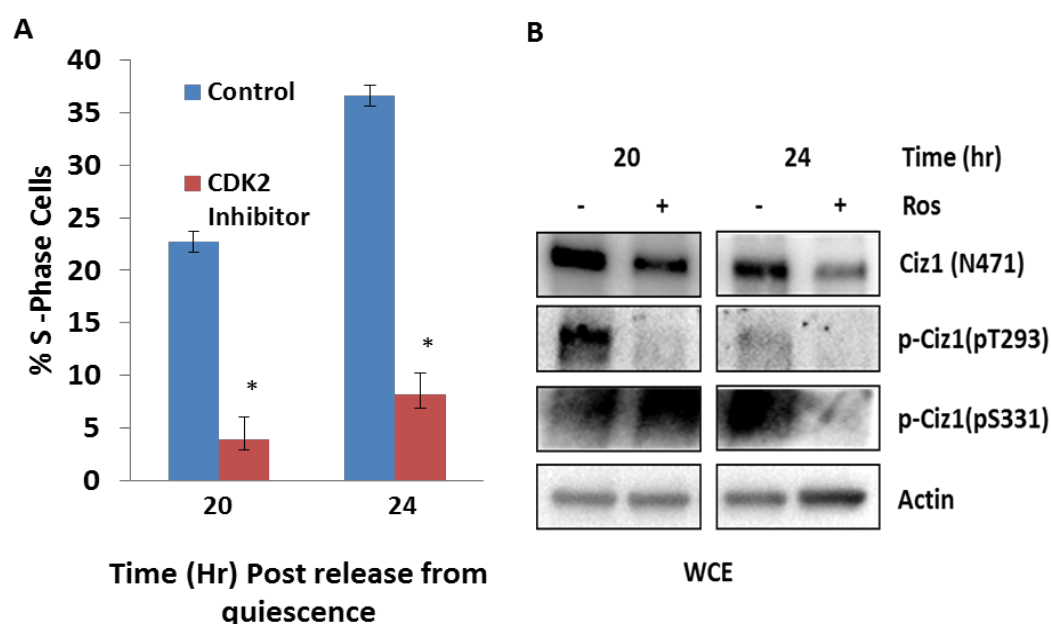 A
40
35
30
25
20
15
10
5
0
% S -Phase Cells
Control
CDK2
Inhibitor
*
*
20 24
Time (Hr) Post release from
quiescence
B
20 24 Time (hr)
- + - + Ros
Ciz1 (N471)
p-Ciz1(pT293)
p-Ciz1(pS331)
Actin
WCE